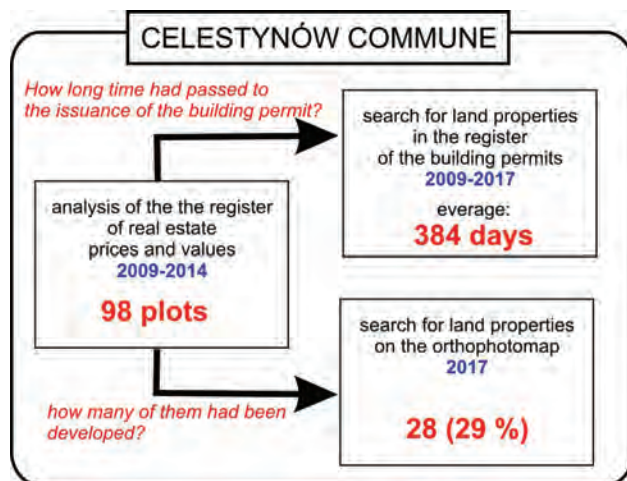 CELESTYNÓW COMMUNE
How long time had passed to
the issuance of the building permit?
search for land properties
in the register
of the building permits
2009-2017
everage:
384 days
analysis of the the register
of real estate
prices and values
2009-2014
98 plots
search for land properties
on the orthophotomap
2017
28 (29 %)
how many of them had been
developed?